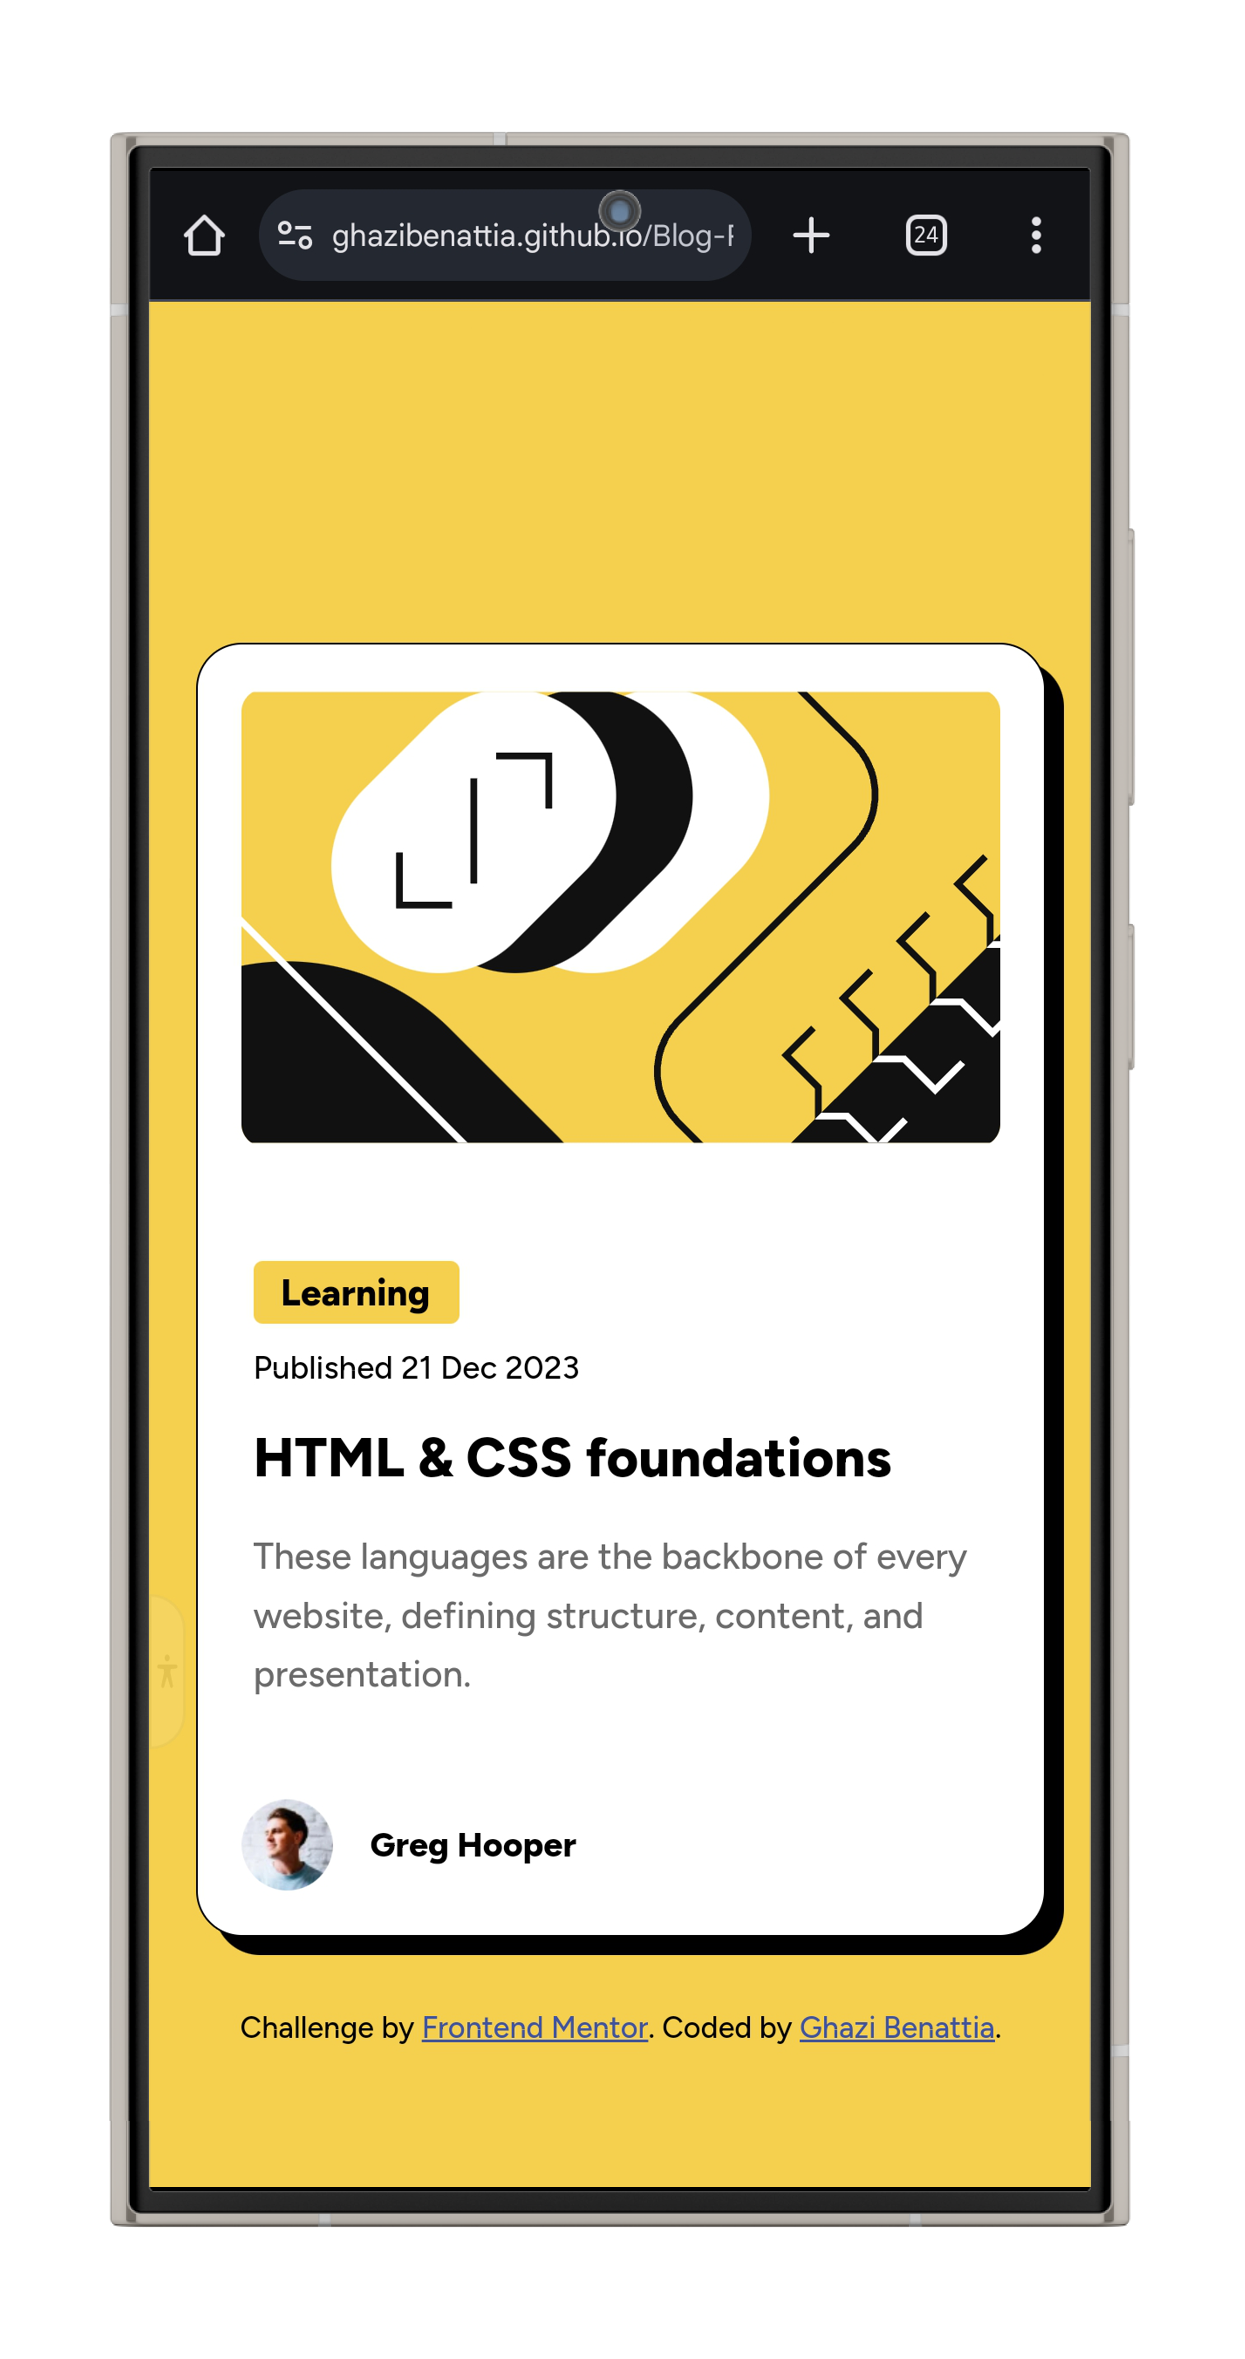 ghazibenattia.github.io/Blog-
24
Learning
Published 21 Dec 2023
HTML & CSS foundations
These languages are the backbone of every
website, defining structure, content, and
presentation.
Greg Hooper
Challenge by Frontend Mentor. Coded by Ghazi Benattia.